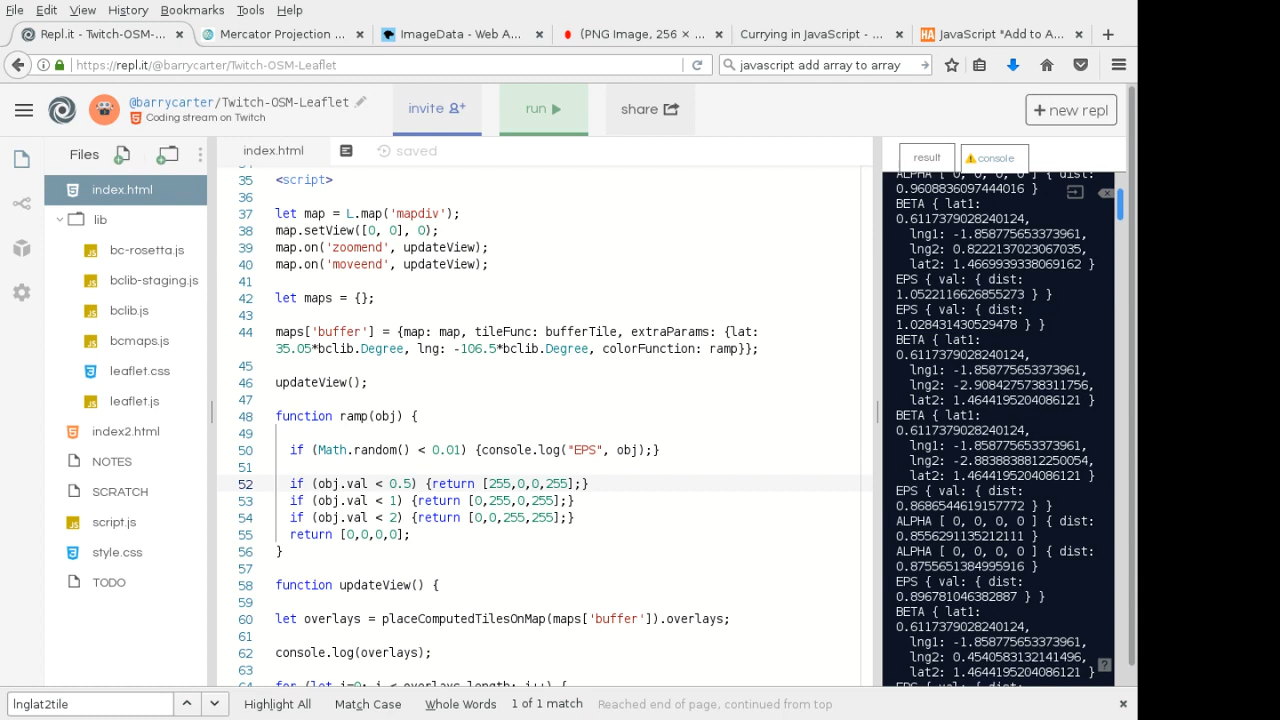 File Edit View History Bookmarks Tools Help
Repl.it - Twitch-OSM-... × Mercator Projection × ImageData - Web A... × (PNG Image, 256 × ... × Currying in JavaScript - ... × HA JavaScript "Add to A... × +
https://repl.it/@barrycarter/Twitch-OSM-Leaflet
javascript add array to array
@barrycarter/Twitch-OSM-Leaflet
Coding stream on Twitch
invite
run
share
+ new repl
Files
index.html
saved
result
console
index.html
lib
bc-rosetta.js
bclib-staging.js
bclib.js
bcmaps.js
leaflet.css
leaflet.js
index2.html
NOTES
SCRATCH
script.js
style.css
TODO
35 <script>
36
37 let map = L.map('mapdiv');
38 map.setView([0, 0], 0);
39 map.on('zoomend', updateView);
40 map.on('moveend', updateView);
41
42 let maps = {};
43
44 maps['buffer'] = {map: map, tileFunc: bufferTile, extraParams: {lat:
35.05*bclib.Degree, lng: -106.5*bclib.Degree, colorFunction: ramp}};
45
46 updateView();
47
48 function ramp(obj) {
49
50 if (Math.random() < 0.01) {console.log("EPS", obj);}
51
52 if (obj.val < 0.5) {return [255,0,0,255];}
53 if (obj.val < 1) {return [0,255,0,255];}
54 if (obj.val < 2) {return [0,0,255,255];}
55 return [0,0,0,0];
56 }
57
58 function updateView() {
59
60 let overlays = placeComputedTilesOnMap(maps['buffer']).overlays;
61
62 console.log(overlays);
63
64 for (let i=0; i < overlays.length; i++) {
ALPHA [ 0, 0, 0, 0 ] { dist:
0.9608836097444016 }
BETA { lat1:
0.6117379028240124,
lng1: -1.858775653373961,
lng2: 0.8222137023067035,
lat2: 1.4669939338069162 }
EPS { val: { dist:
1.0522116626855273 } }
EPS { val: { dist:
1.028431430529478 } }
BETA { lat1:
0.6117379028240124,
lng1: -1.858775653373961,
lng2: -2.9084275738311756,
lat2: 1.4644195204086121 }
BETA { lat1:
0.6117379028240124,
lng1: -1.858775653373961,
lng2: -2.8838838812250054,
lat2: 1.4644195204086121 }
EPS { val: { dist:
0.8686544619157772 } }
ALPHA [ 0, 0, 0, 0 ] { dist:
0.8556291135212111 }
ALPHA [ 0, 0, 0, 0 ] { dist:
0.8755651384995916 }
EPS { val: { dist:
0.896781046382887 } }
BETA { lat1:
0.6117379028240124,
lng1: -1.858775653373961,
lng2: 0.4540583132141496,
lat2: 1.4644195204086121 }
EPS { val: { dist:
lnglat2tile
Highlight All Match Case Whole Words 1 of 1 match Reached end of page, continued from top